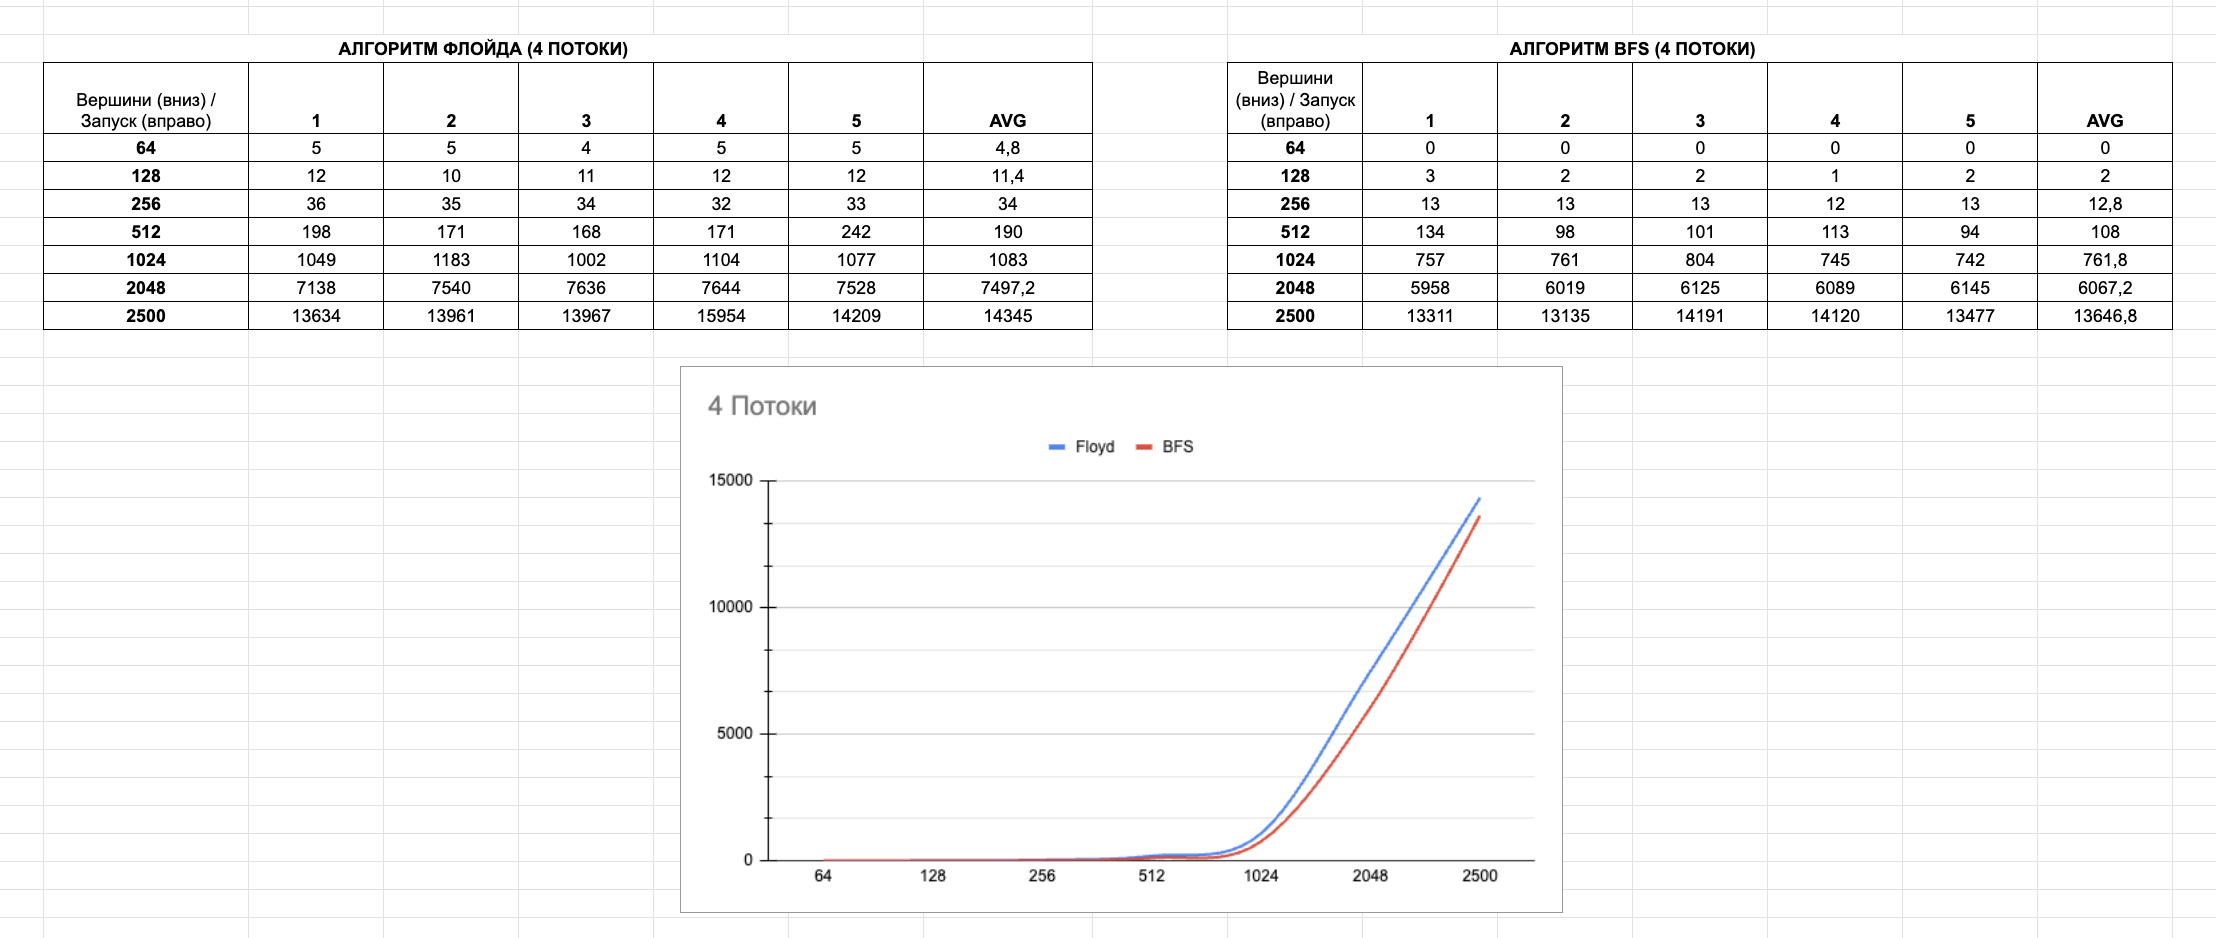 АЛГОРИТМ ФЛОЙДА (4 ПОТОКИ)
Вершини (вниз) /
Запуск (вправо) 1 2 3 4 5 AVG
64 5 5 4 5 5 4,8
128 12 10 11 12 12 11,4
256 36 35 34 32 33 34
512 198 171 168 171 242 190
1024 1049 1183 1002 1104 1077 1083
2048 7138 7540 7636 7644 7528 7497,2
2500 13634 13961 13967 15954 14209 14345
АЛГОРИТМ BFS (4 ПОТОКИ)
Вершини
(вниз) / Запуск
(вправо) 1 2 3 4 5 AVG
64 0 0 0 0 0 0
128 3 2 2 1 2 2
256 13 13 13 12 13 12,8
512 134 98 101 113 94 108
1024 757 761 804 745 742 761,8
2048 5958 6019 6125 6089 6145 6067,2
2500 13311 13135 14191 14120 13477 13646,8
4 Потоки
Floyd BFS
15000
10000
5000
0
64 128 256 512 1024 2048 2500